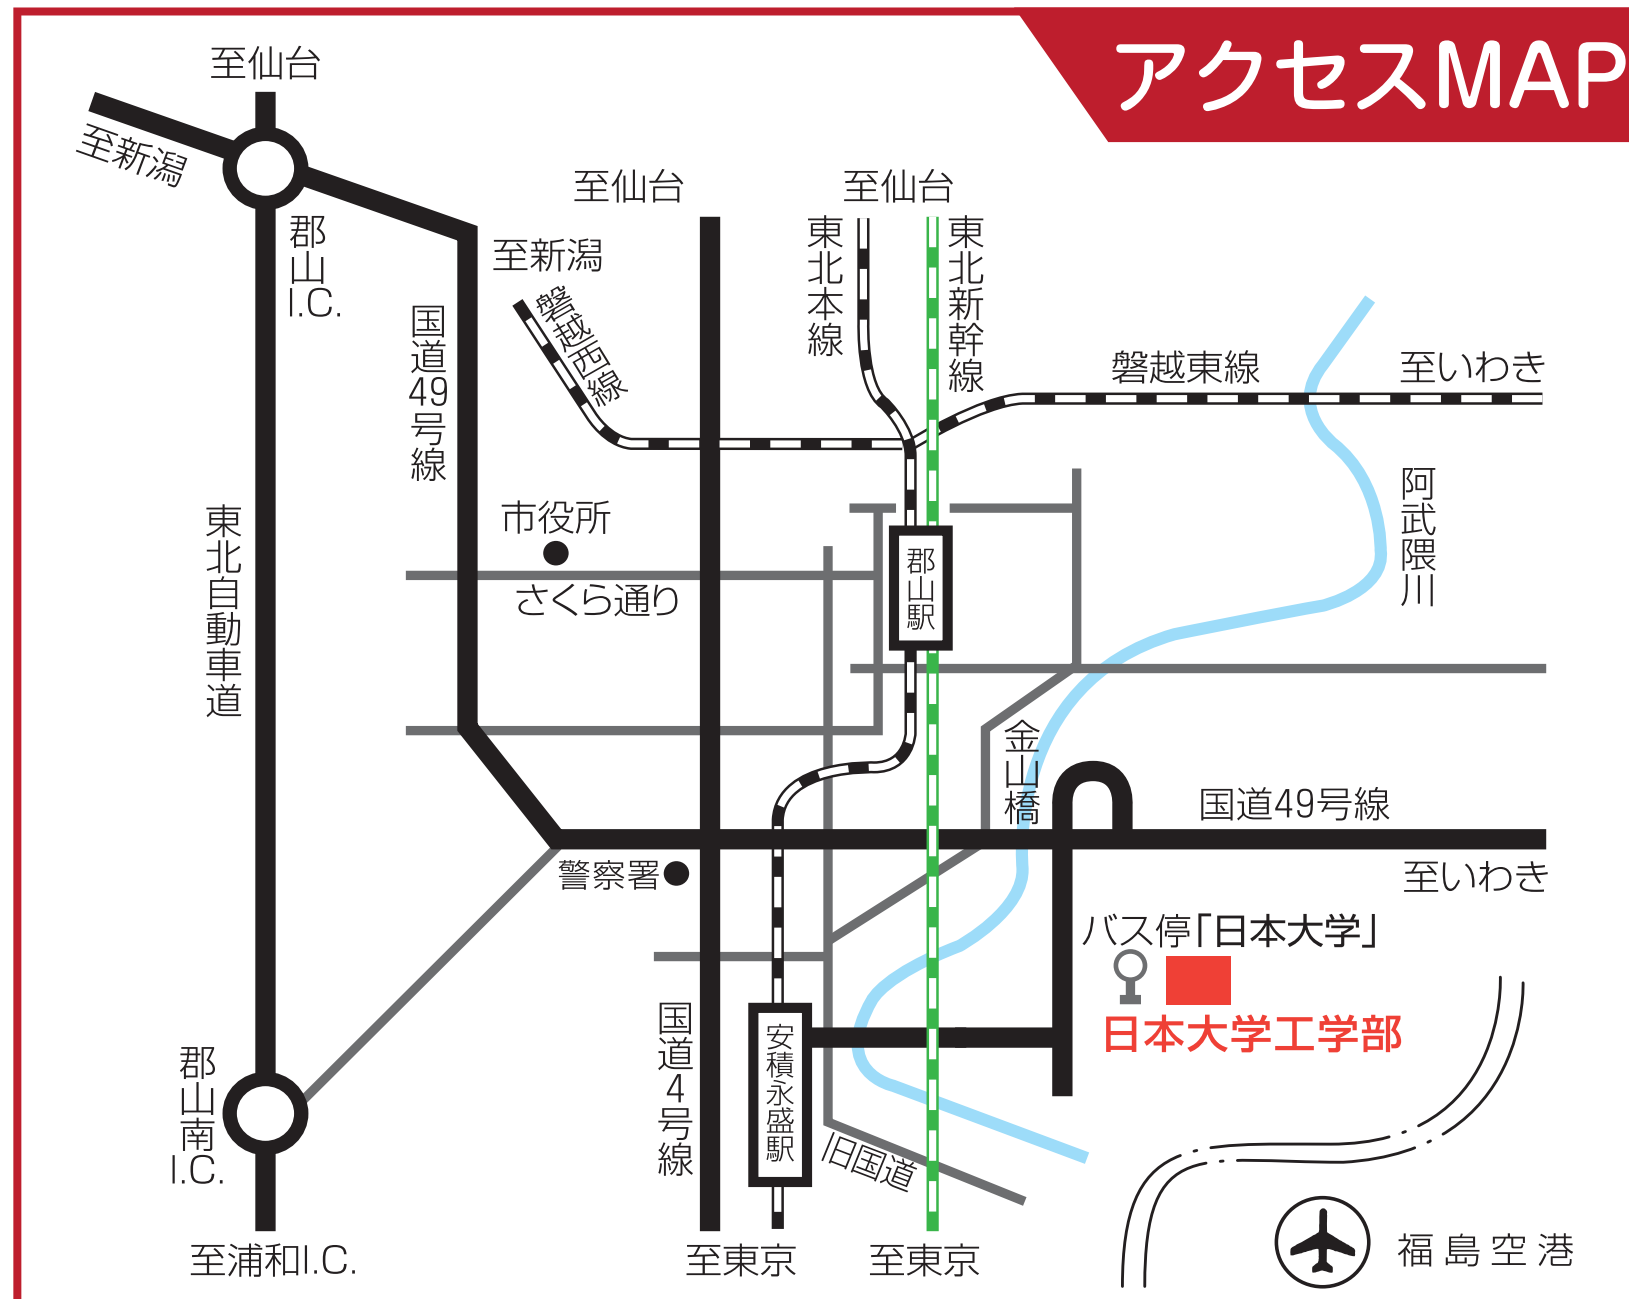 アクセスMAP
至仙台
至新潟
郡山I.C.
国道49号線
至新潟
磐越西線
至仙台
至仙台
東北本線
東北新幹線
磐越東線
至いわき
阿武隈川
市役所
さくら通り
郡山駅
東北自動車道
金山橋
国道49号線
至いわき
警察署
バス停「日本大学」
日本大学工学部
国道4号線
安積永盛駅
旧国道
郡山南I.C.
至浦和I.C.
至東京
至東京
福島空港